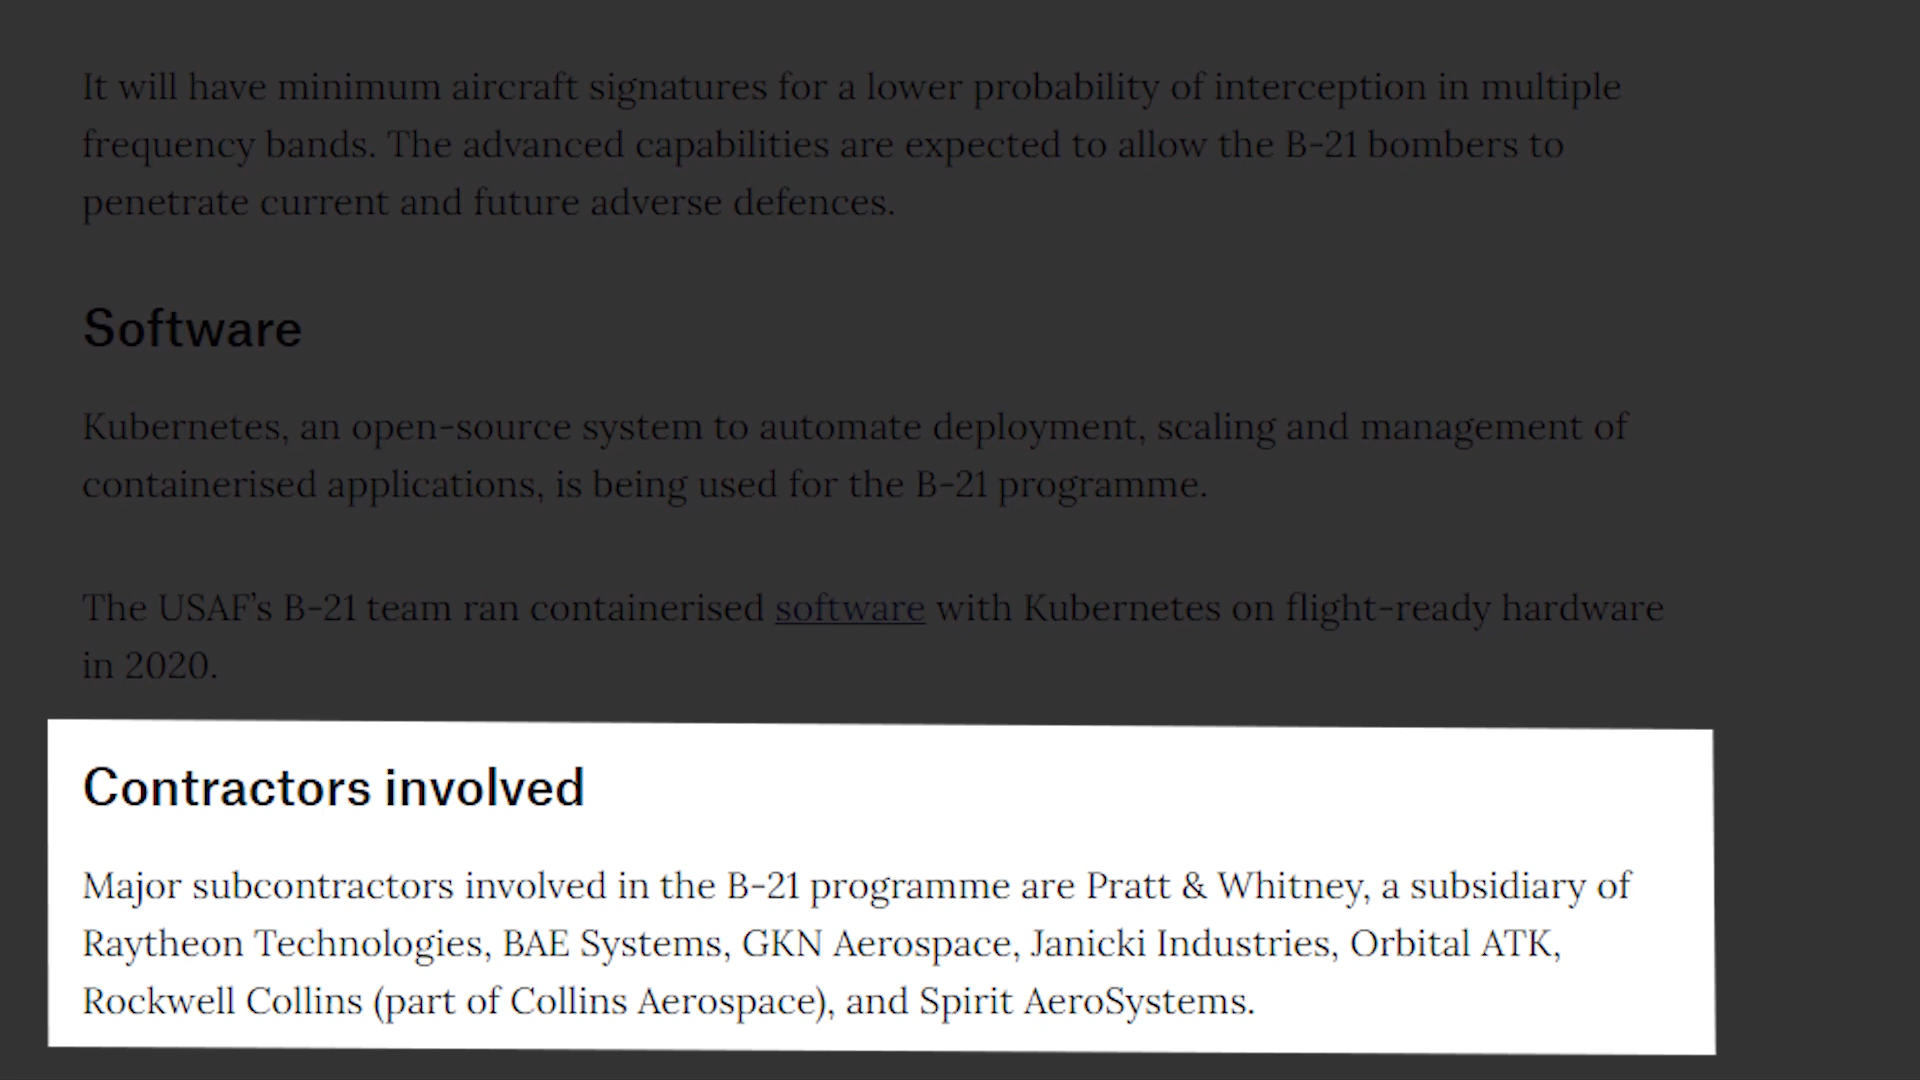 It will have minimum aircraft signatures for a lower probability of interception in multiple
frequency bands. The advanced capabilities are expected to allow the B-21 bombers to
penetrate current and future adverse defences.
Software
Kubernetes, an open-source system to automate deployment, scaling and management of
containerised applications, is being used for the B-21 programme.
The USAF’s B-21 team ran containerised software with Kubernetes on flight-ready hardware
in 2020.
Contractors involved
Major subcontractors involved in the B-21 programme are Pratt & Whitney, a subsidiary of
Raytheon Technologies, BAE Systems, GKN Aerospace, Janicki Industries, Orbital ATK,
Rockwell Collins (part of Collins Aerospace), and Spirit AeroSystems.